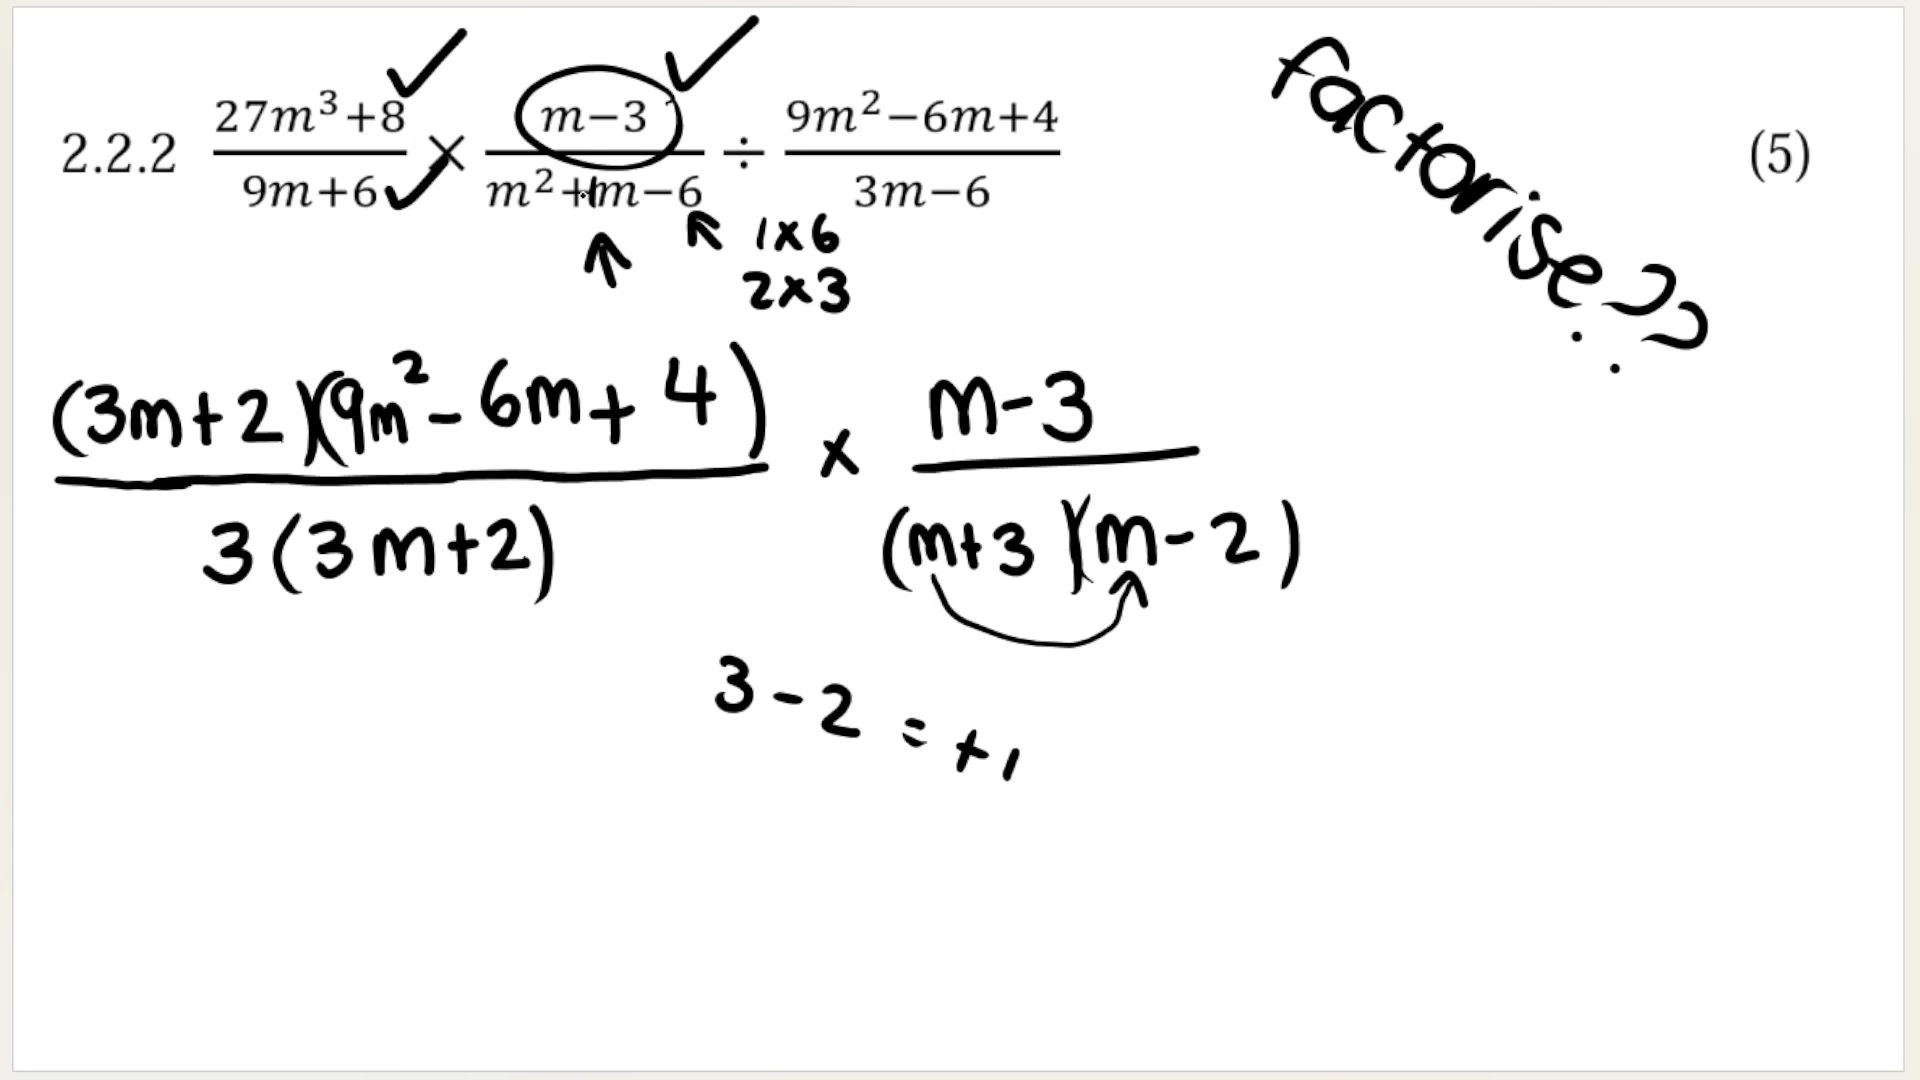 2.2.2 27m³+8 / 9m+6 × m−3 / m²+m−6 ÷ 9m²−6m+4 / 3m−6 (5)
factorise??
1×6
2×3
(3m+2)(9m²-6m+4) / 3(3m+2) × m-3 / (m+3)(m-2)
3-2=+1